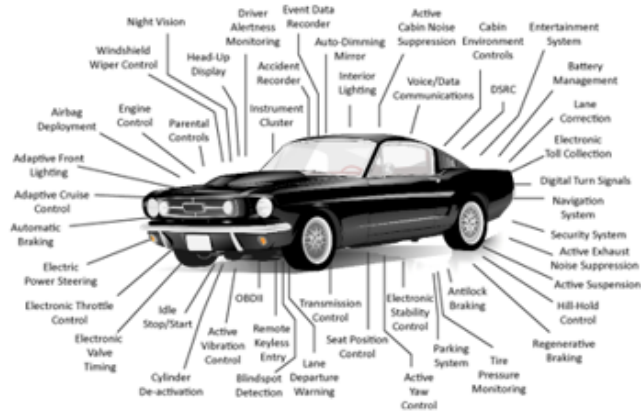 Night Vision
Driver
Alertness
Monitoring
Event Data
Recorder
Auto-Dimming
Mirror
Active
Cabin Noise
Suppression
Cabin
Environment
Controls
Entertainment
System
Windshield
Wiper Control
Head-Up
Display
Accident
Recorder
Interior
Lighting
Voice/Data
Communications
DSRC
Battery
Management
Airbag
Deployment
Engine
Control
Parental
Controls
Instrument
Cluster
Lane
Correction
Electronic
Toll Collection
Adaptive Front
Lighting
Digital Turn Signals
Adaptive Cruise
Control
Navigation
System
Automatic
Braking
Security System
Electric
Power Steering
Active Exhaust
Noise Suppression
Active Suspension
Electronic Throttle
Control
Hill-Hold
Control
Electronic
Valve
Timing
Idle
Stop/Start
OBDII
Transmission
Control
Electronic
Stability
Control
Antilock
Braking
Regenerative
Braking
Cylinder
De-activation
Active
Vibration
Control
Remote
Keyless
Entry
Blindspot
Detection
Lane
Departure
Warning
Seat Position
Control
Active
Yaw
Control
Parking
System
Tire
Pressure
Monitoring